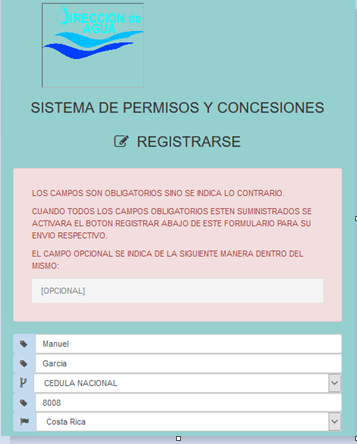 DIRECCION de
AGUA
SISTEMA DE PERMISOS Y CONCESIONES
REGISTRARSE
LOS CAMPOS SON OBLIGATORIOS SINO SE INDICA LO CONTRARIO.
CUANDO TODOS LOS CAMPOS OBLIGATORIOS ESTEN SUMINISTRADOS SE
ACTIVARA EL BOTON REGISTRAR ABAJO DE ESTE FORMULARIO PARA SU
ENVIO RESPECTIVO.
EL CAMPO OPCIONAL SE INDICA DE LA SIGUIENTE MANERA DENTRO DEL
MISMO:
[OPCIONAL]
Manuel
Garcia
CEDULA NACIONAL
8008
Costa Rica